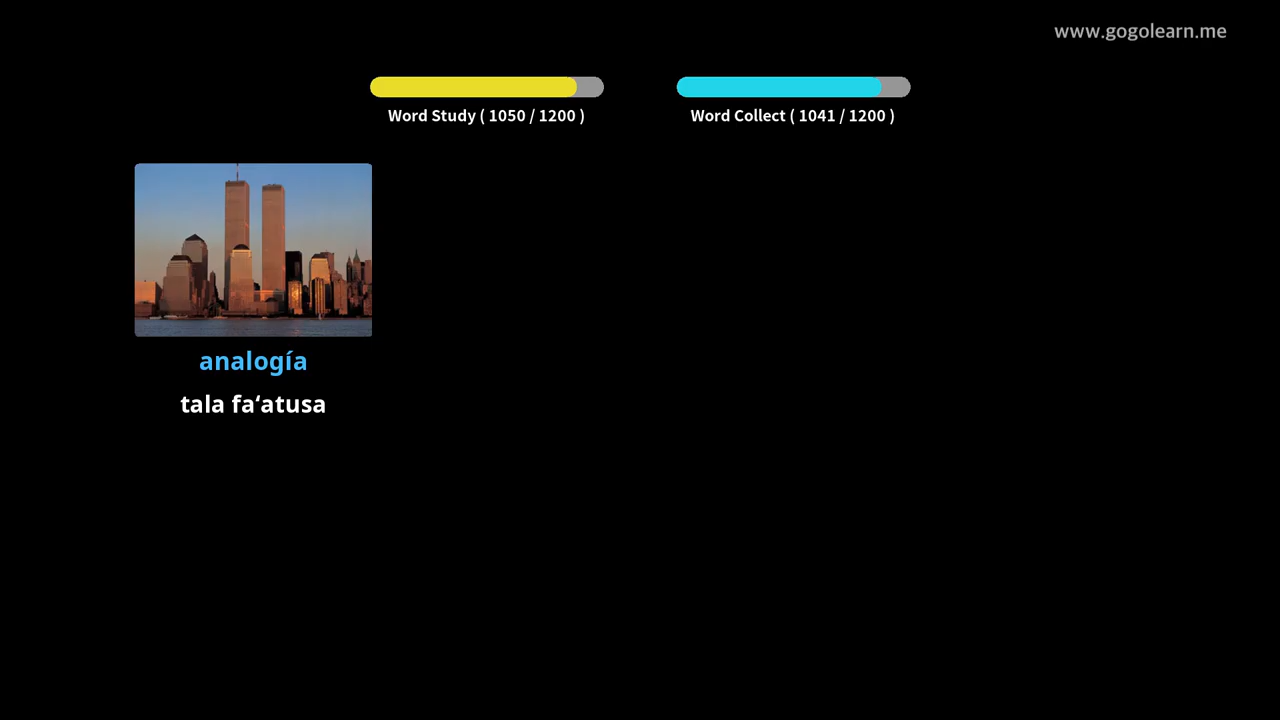 www.gogolearn.me
Word Study ( 1050 / 1200 )
Word Collect ( 1041 / 1200 )
analogía
tala faʻatusa